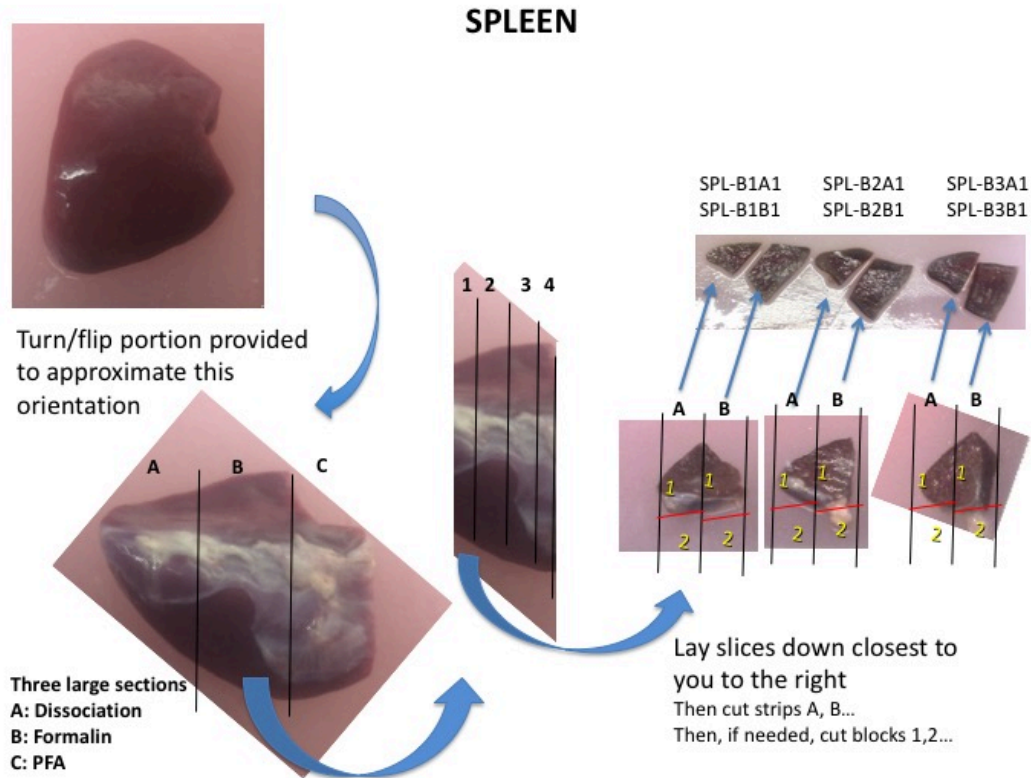 SPLEEN
Turn/flip portion provided
to approximate this
orientation
A B C
Three large sections
A: Dissociation
B: Formalin
C: PFA
1 2 3 4
SPL-B1A1 SPL-B2A1 SPL-B3A1
SPL-B1B1 SPL-B2B1 SPL-B3B1
A B A B A B
1 1 1 1 1 1
2 2 2 2 2 2
Lay slices down closest to
you to the right
Then cut strips A, B...
Then, if needed, cut blocks 1,2...